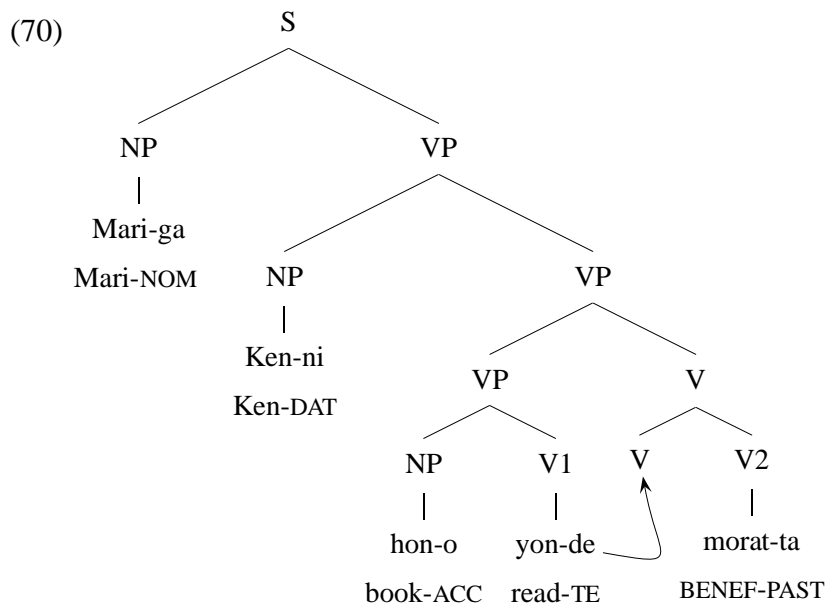 (70) S
NP VP
Mari-ga
Mari-NOM NP VP
Ken-ni
Ken-DAT VP V
NP V1 V V2
hon-o yon-de morat-ta
book-ACC read-TE BENEF-PAST